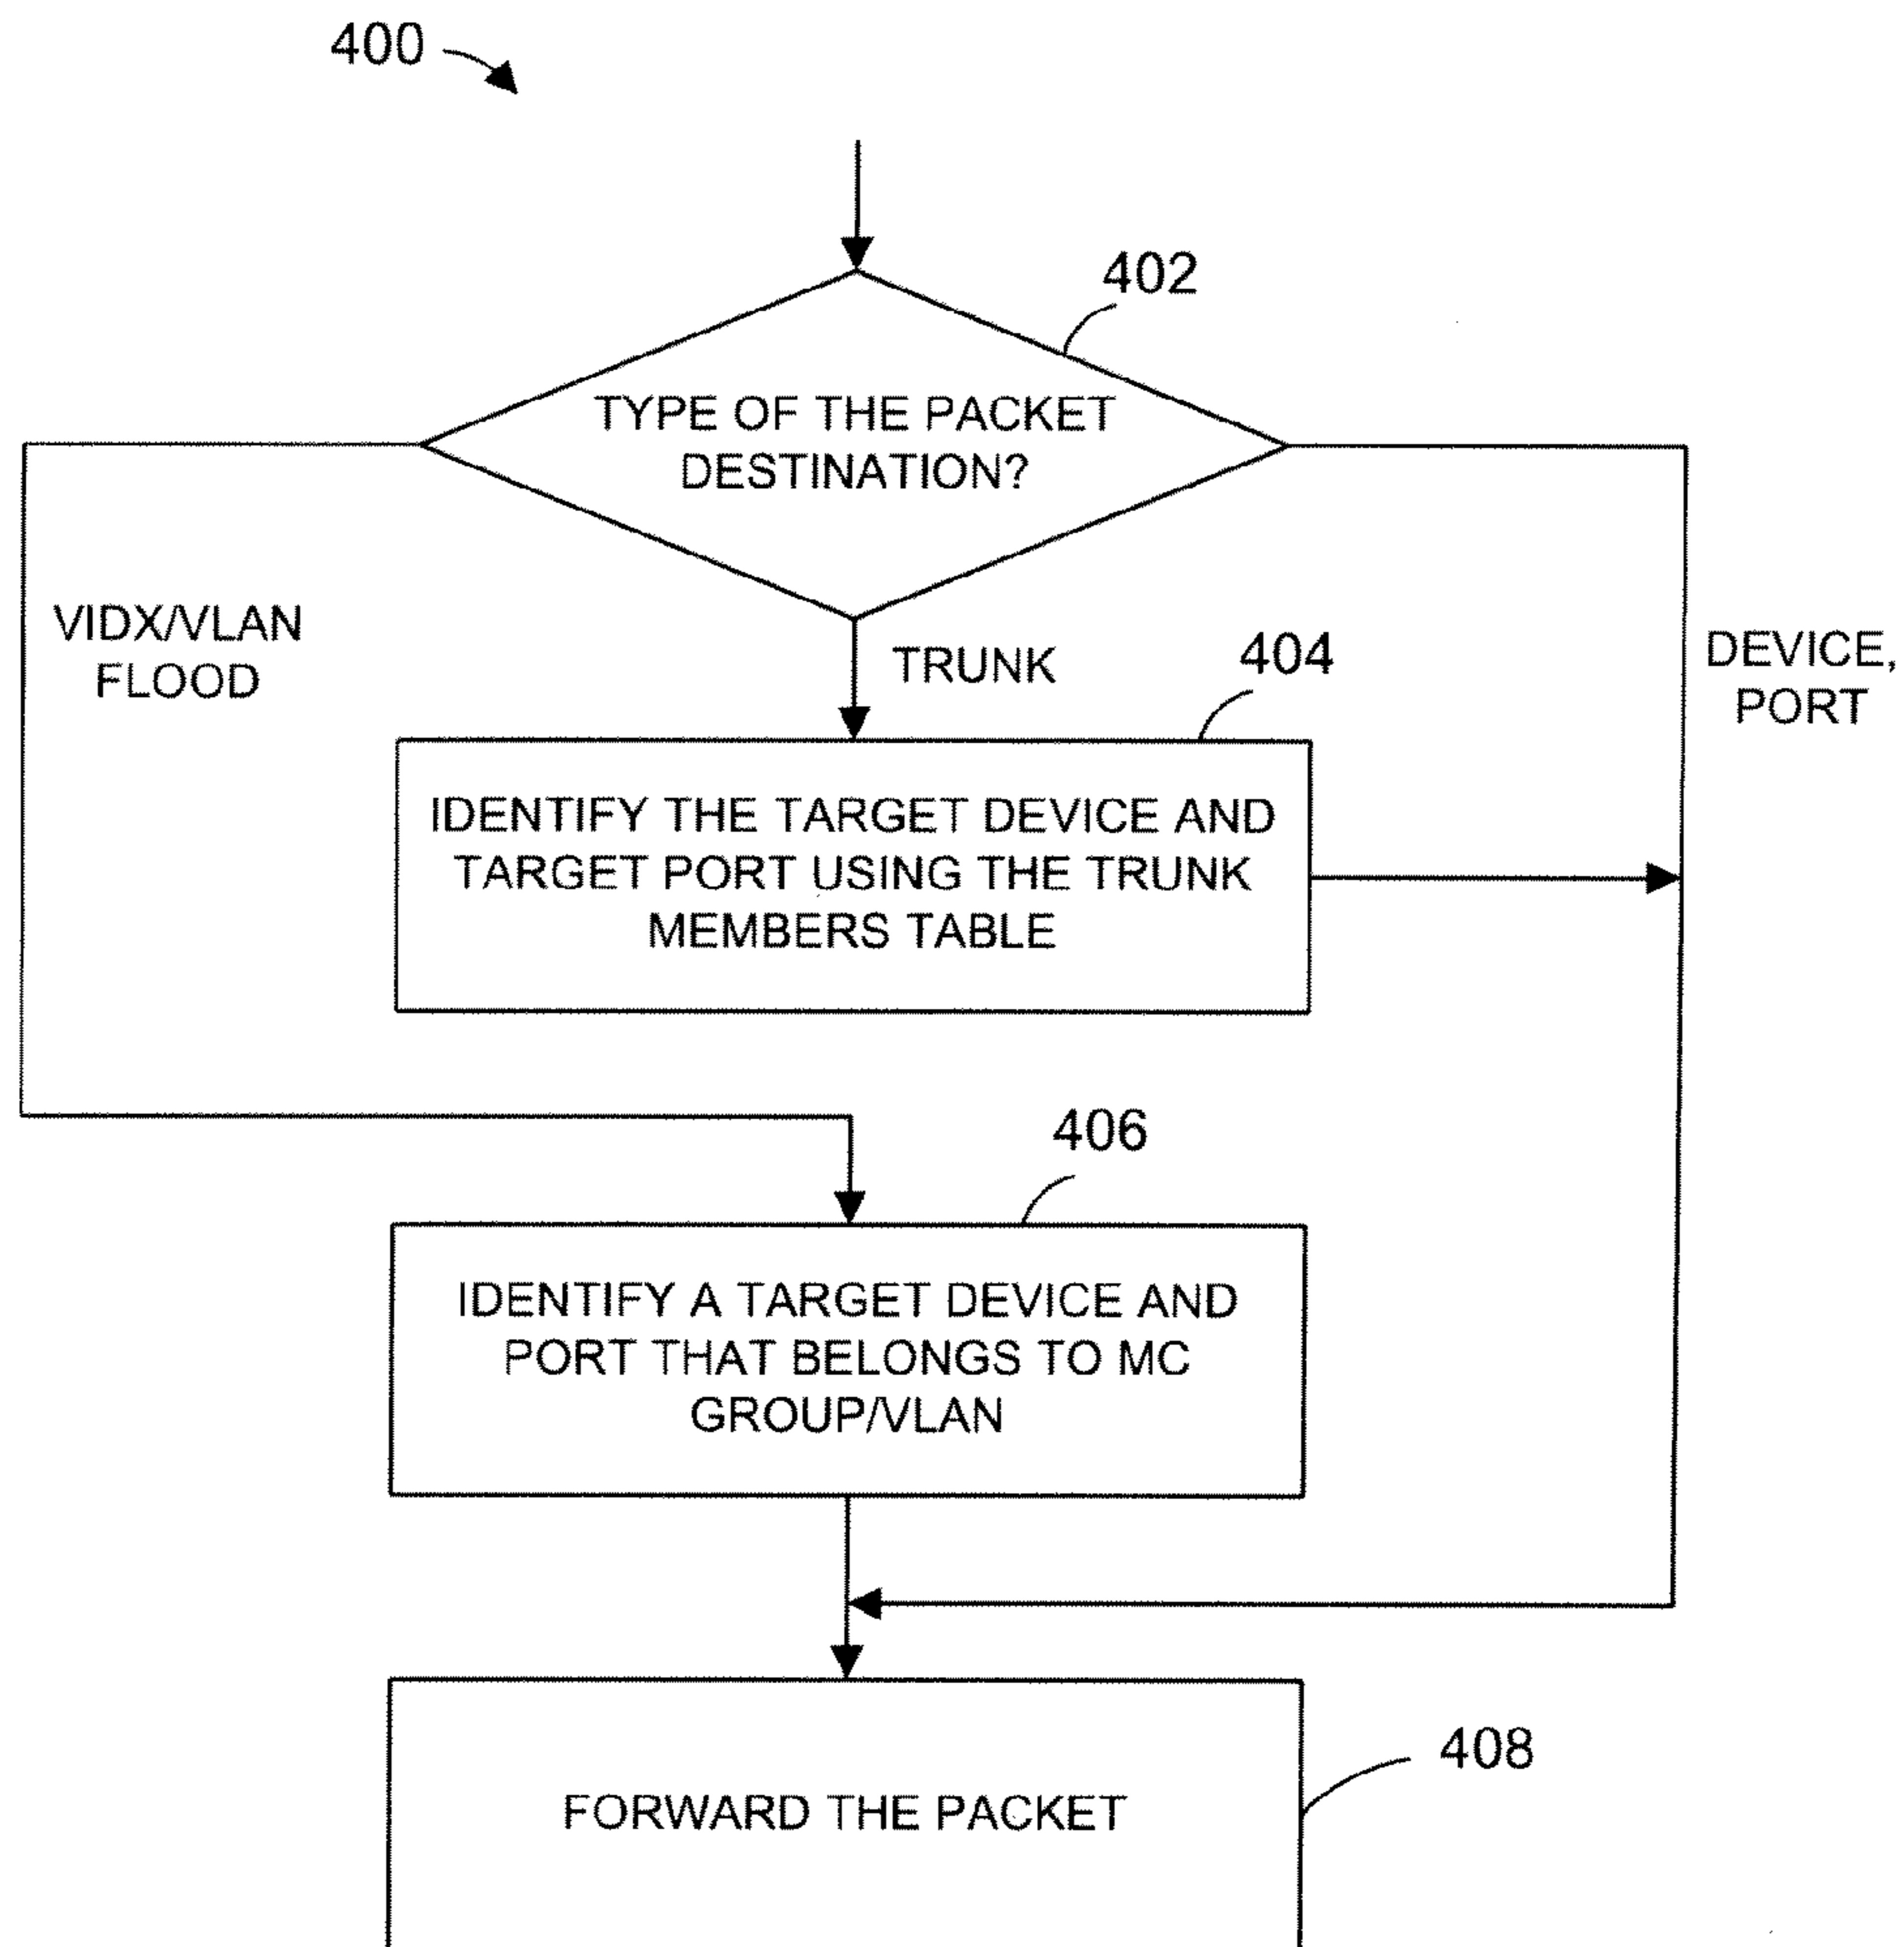 400
402
TYPE OF THE PACKET
DESTINATION?
VIDX/VLAN
FLOOD
TRUNK
404
DEVICE,
PORT
IDENTIFY THE TARGET DEVICE AND
TARGET PORT USING THE TRUNK
MEMBERS TABLE
406
IDENTIFY A TARGET DEVICE AND
PORT THAT BELONGS TO MC
GROUP/VLAN
408
FORWARD THE PACKET